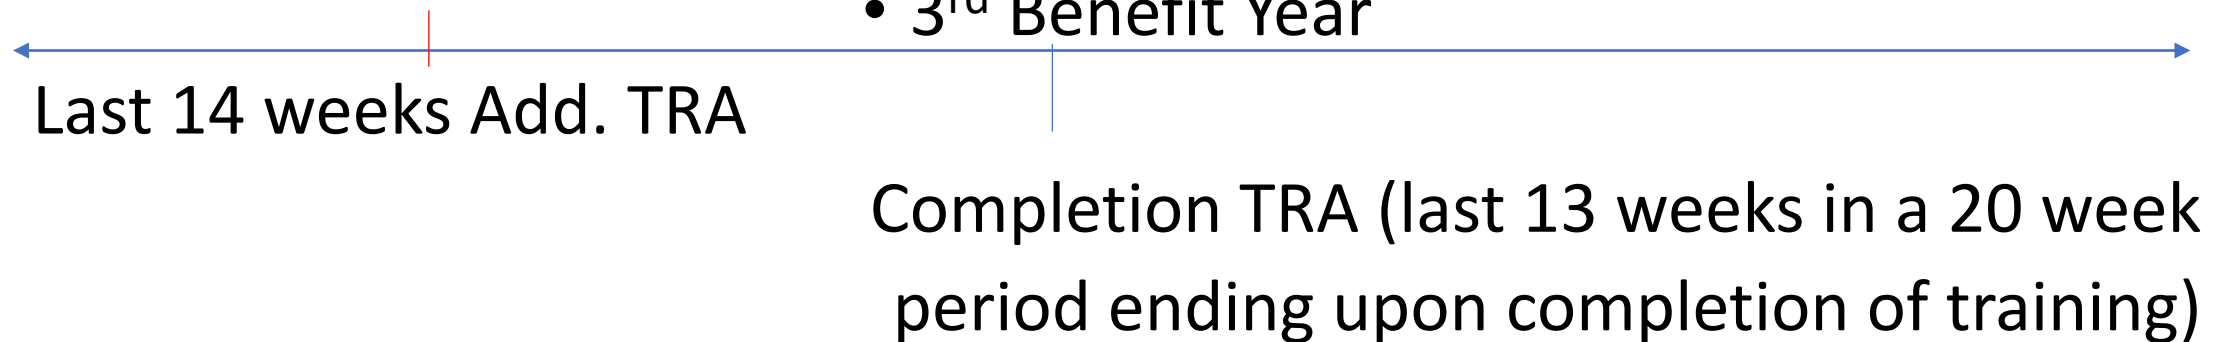 • 3rd Benefit Year
Last 14 weeks Add. TRA
Completion TRA (last 13 weeks in a 20 week
period ending upon completion of training)